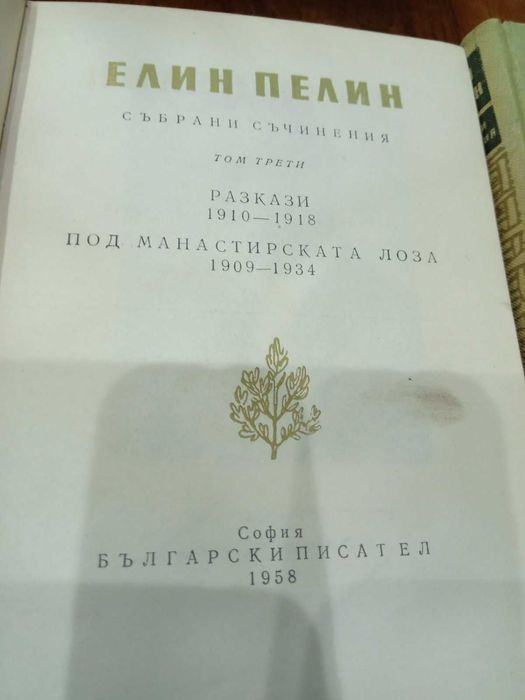 ЕЛИН ПЕЛИН
СЪБРАНИ СЪЧИНЕНИЯ
ТОМ ТРЕТИ
РАЗКАЗИ
1910—1918
ПОД МАНАСТИРСКАТА ЛОЗА
1909—1934
София
БЪЛГАРСКИ ПИСАТЕЛ
1958